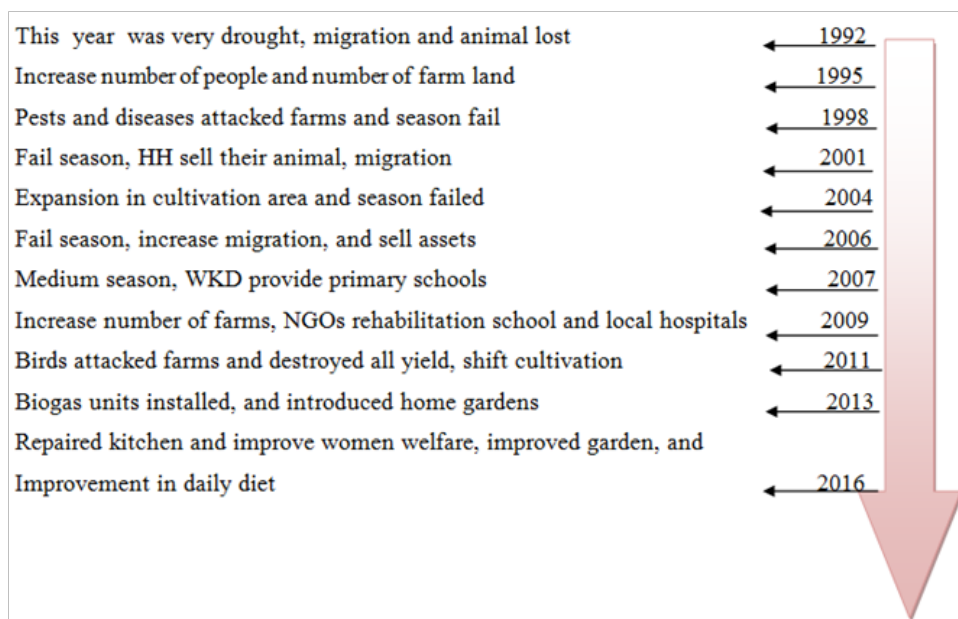 This year was very drought, migration and animal lost 1992
Increase number of people and number of farm land 1995
Pests and diseases attacked farms and season fail 1998
Fail season, HH sell their animal, migration 2001
Expansion in cultivation area and season failed 2004
Fail season, increase migration, and sell assets 2006
Medium season, WKD provide primary schools 2007
Increase number of farms, NGOs rehabilitation school and local hospitals 2009
Birds attacked farms and destroyed all yield, shift cultivation 2011
Biogas units installed, and introduced home gardens 2013
Repaired kitchen and improve women welfare, improved garden, and
Improvement in daily diet 2016